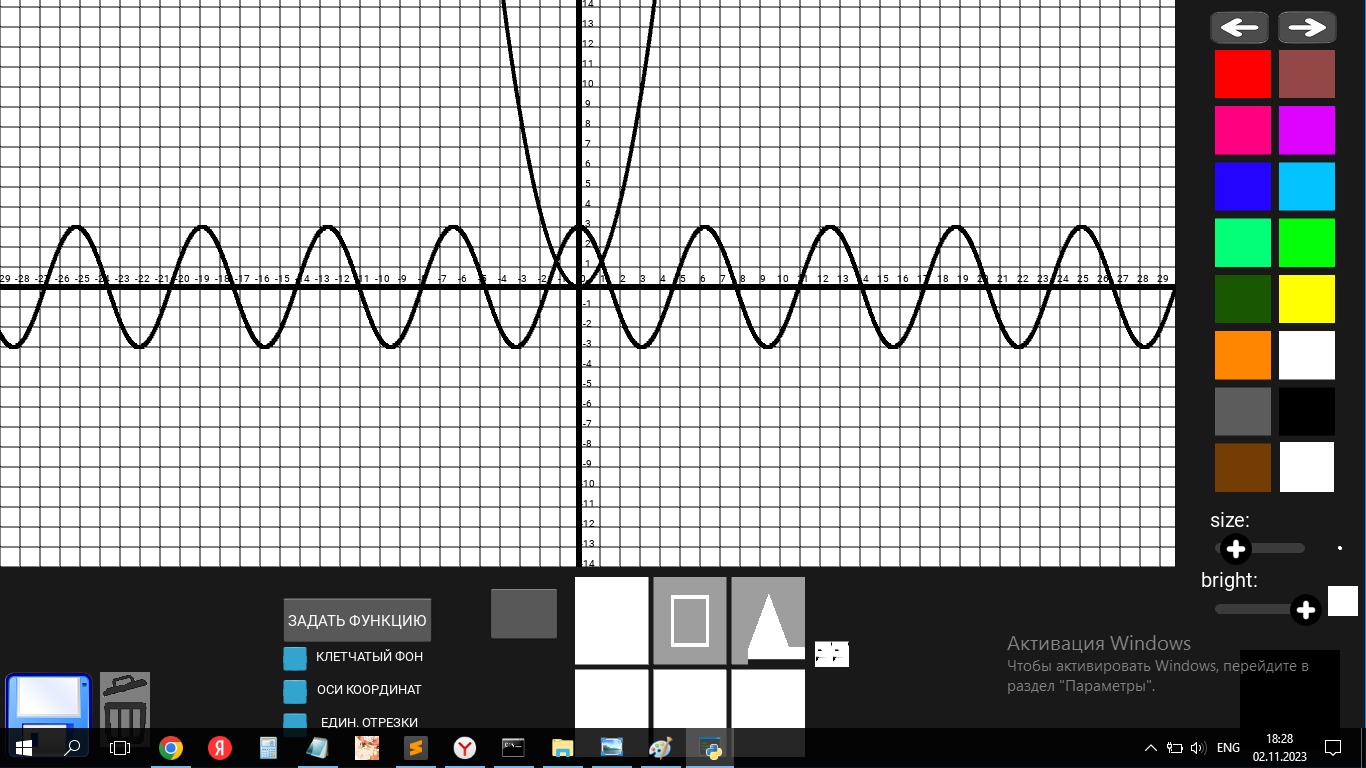 14
13
12
11
10
9
8
7
6
5
4
3
2
1
29 -28 -27 -26 -25 -24 -23 -22 -21 -20 -19 -18 -17 -16 -15 -14 -13 -12 -11 -10 -9 -8 -7 -6 -5 -4 -3 -2 -1 0 1 2 3 4 5 6 7 8 9 10 11 12 13 14 15 16 17 18 19 20 21 22 23 24 25 26 27 28 29
-1
-2
-3
-4
-5
-6
-7
-8
-9
-10
-11
-12
-13
-14
size:
bright:
ЗАДАТЬ ФУНКЦИЮ
КЛЕТЧАТЫЙ ФОН
ОСИ КООРДИНАТ
ЕДИН. ОТРЕЗКИ
Активация Windows
Чтобы активировать Windows, перейдите в
раздел "Параметры".
ENG
18:28
02.11.2023